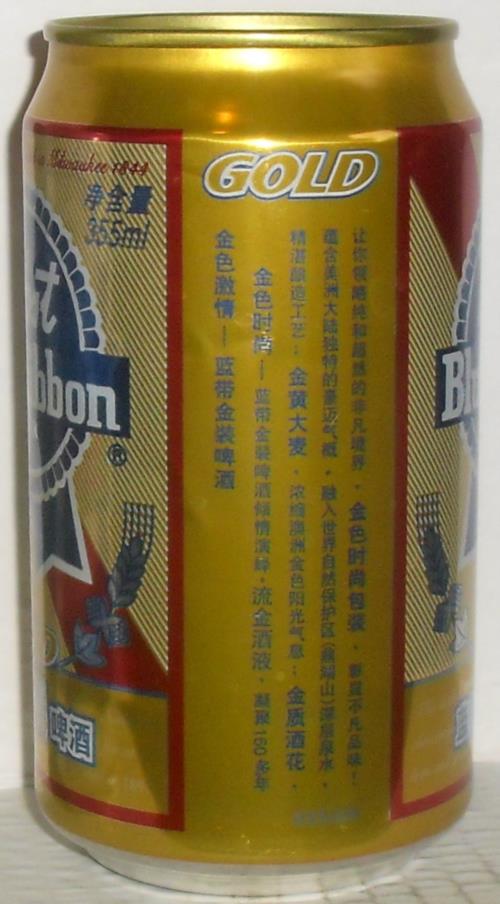 Milwaukee 1844
净含量
355ml
bbon
®
啤酒
GOLD
金色激情—蓝带金装啤酒
金色时尚—蓝带金装啤酒倾情演绎,流金酒液,凝聚150多年
精湛酿造工艺;金黄大麦,浓缩澳洲金色阳光气息;金质酒花,
蕴含美洲大陆独特的豪迈气概,融入世界自然保护区(鼎湖山)深层泉水,
让你领略纯和超然的非凡境界。金色时尚包装,彰显不凡品味!
Bl